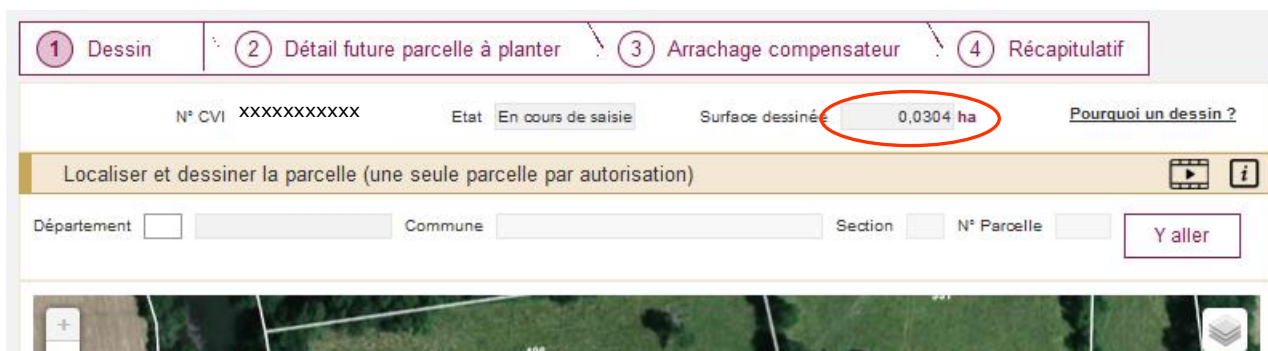 1 Dessin 2 Détail future parcelle à planter 3 Arrachage compensateur 4 Récapitulatif
N° CVI xxxxxxxxxxx Etat En cours de saisie Surface dessinée 0,0304 ha Pourquoi un dessin ?
Localiser et dessiner la parcelle (une seule parcelle par autorisation) i
Département Commune Section N° Parcelle Y aller
+